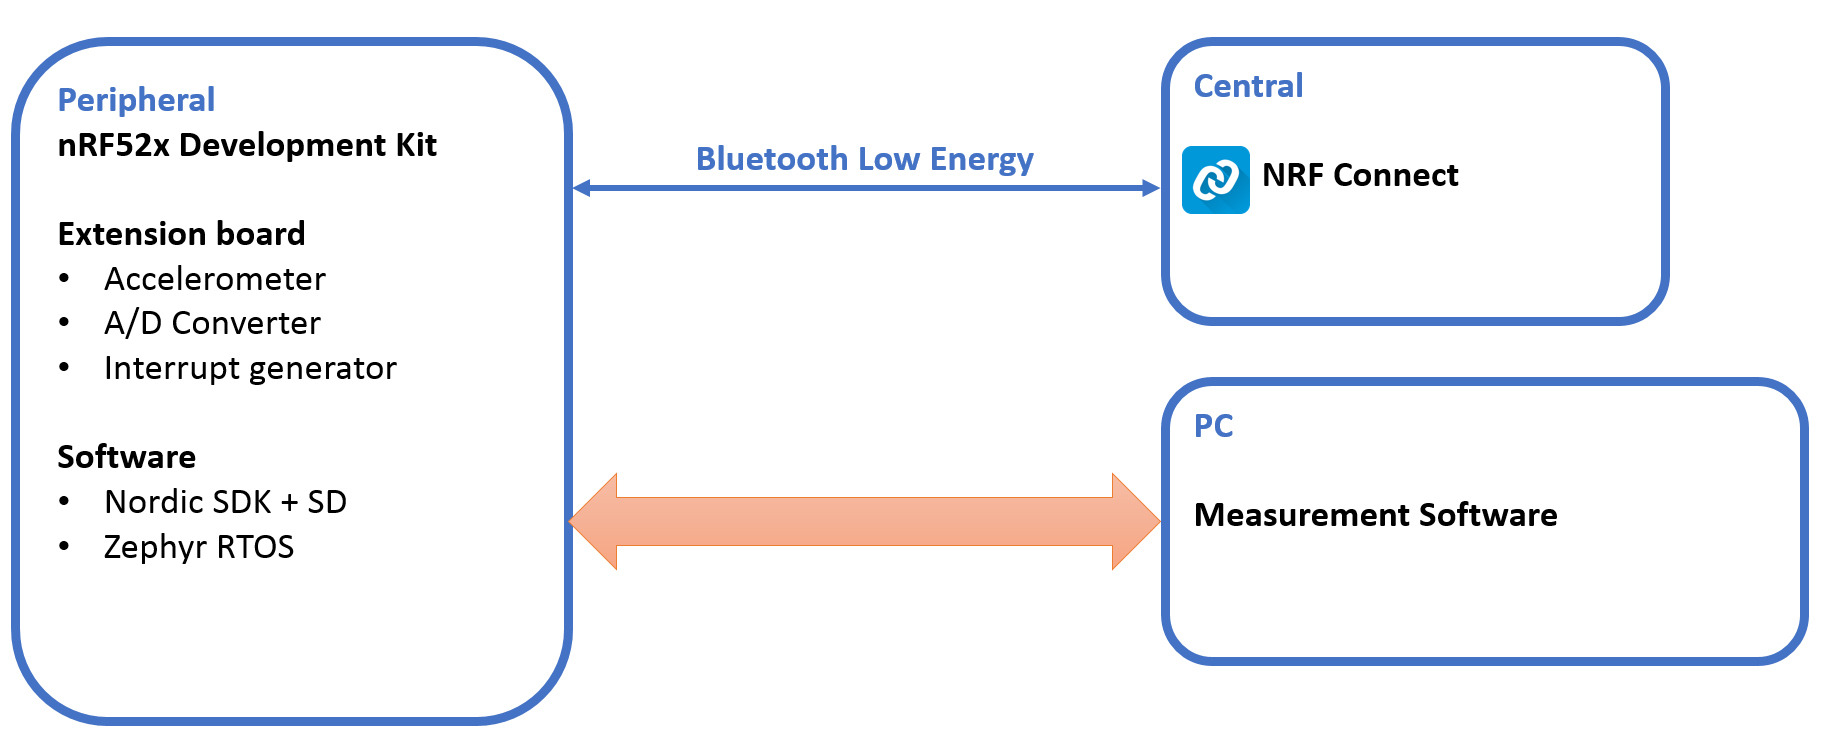 Peripheral
nRF52x Development Kit
Extension board
• Accelerometer
• A/D Converter
• Interrupt generator
Software
• Nordic SDK + SD
• Zephyr RTOS
Bluetooth Low Energy
Central
NRF Connect
PC
Measurement Software